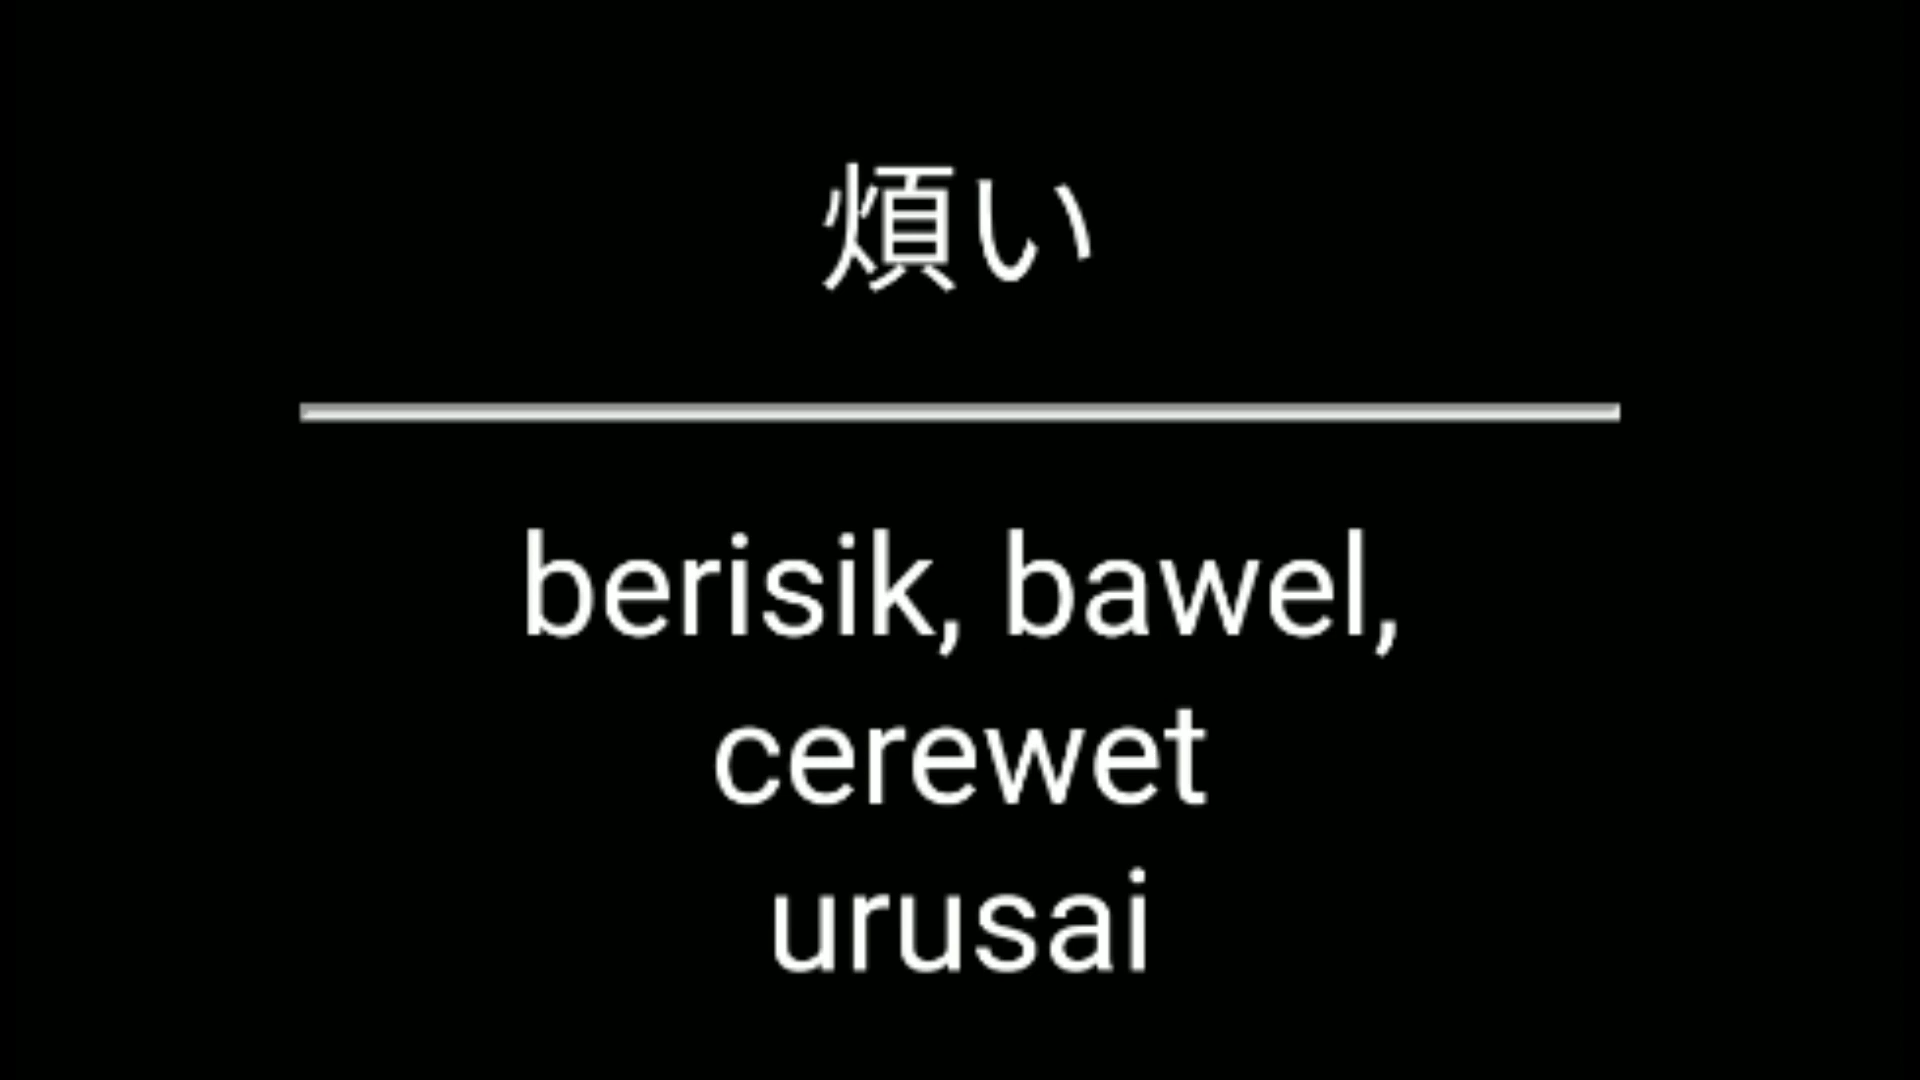 煩い
berisik, bawel,
cerewet
urusai